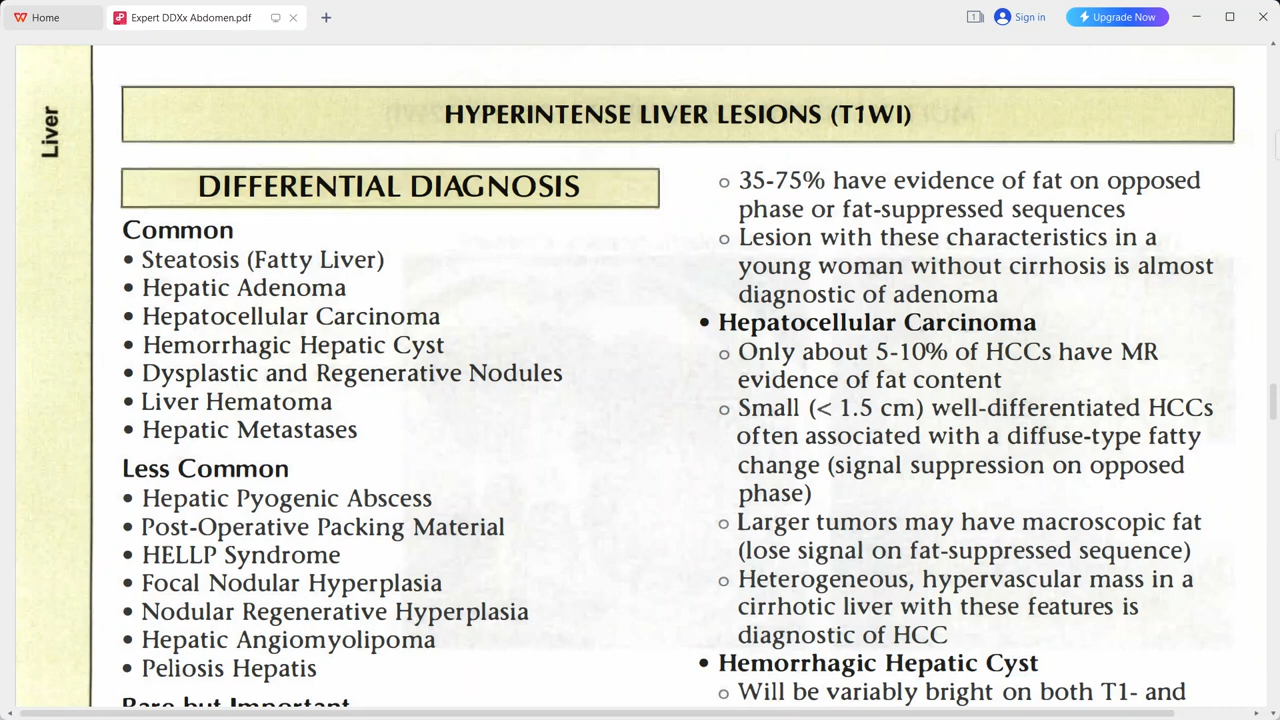 Home
Expert DDXx Abdomen.pdf
1
Sign in
Upgrade Now
Liver
HYPERINTENSE LIVER LESIONS (T1WI)
DIFFERENTIAL DIAGNOSIS
Common
• Steatosis (Fatty Liver)
• Hepatic Adenoma
• Hepatocellular Carcinoma
• Hemorrhagic Hepatic Cyst
• Dysplastic and Regenerative Nodules
• Liver Hematoma
• Hepatic Metastases
Less Common
• Hepatic Pyogenic Abscess
• Post-Operative Packing Material
• HELLP Syndrome
• Focal Nodular Hyperplasia
• Nodular Regenerative Hyperplasia
• Hepatic Angiomyolipoma
• Peliosis Hepatis
Rare but Important
○ 35-75% have evidence of fat on opposed
phase or fat-suppressed sequences
○ Lesion with these characteristics in a
young woman without cirrhosis is almost
diagnostic of adenoma
• Hepatocellular Carcinoma
○ Only about 5-10% of HCCs have MR
evidence of fat content
○ Small (< 1.5 cm) well-differentiated HCCs
often associated with a diffuse-type fatty
change (signal suppression on opposed
phase)
○ Larger tumors may have macroscopic fat
(lose signal on fat-suppressed sequence)
○ Heterogeneous, hypervascular mass in a
cirrhotic liver with these features is
diagnostic of HCC
• Hemorrhagic Hepatic Cyst
○ Will be variably bright on both T1- and